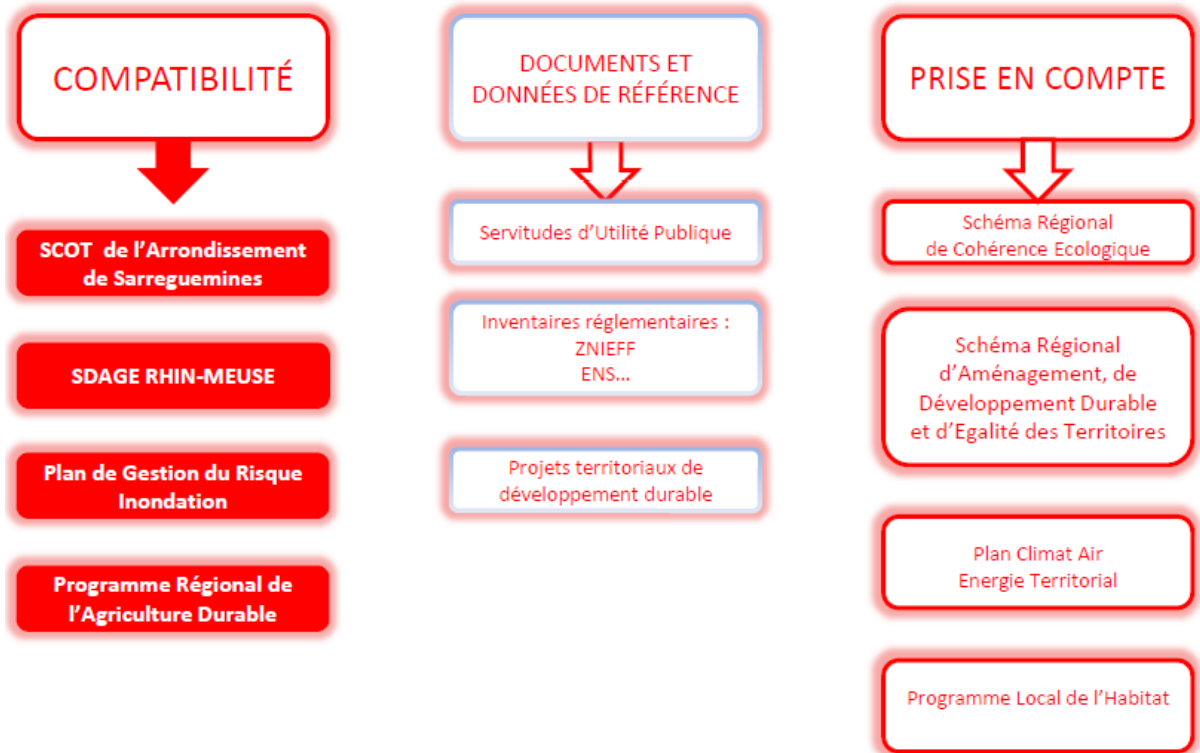 COMPATIBILITÉ
SCOT de l’Arrondissement
de Sarreguemines
SDAGE RHIN-MEUSE
Plan de Gestion du Risque
Inondation
Programme Régional de
l’Agriculture Durable
DOCUMENTS ET
DONNÉES DE RÉFÉRENCE
Servitudes d’Utilité Publique
Inventaires réglementaires :
ZNIEFF
ENS...
Projets territoriaux de
développement durable
PRISE EN COMPTE
Schéma Régional
de Cohérence Ecologique
Schéma Régional
d’Aménagement, de
Développement Durable
et d’Egalité des Territoires
Plan Climat Air
Energie Territorial
Programme Local de l’Habitat